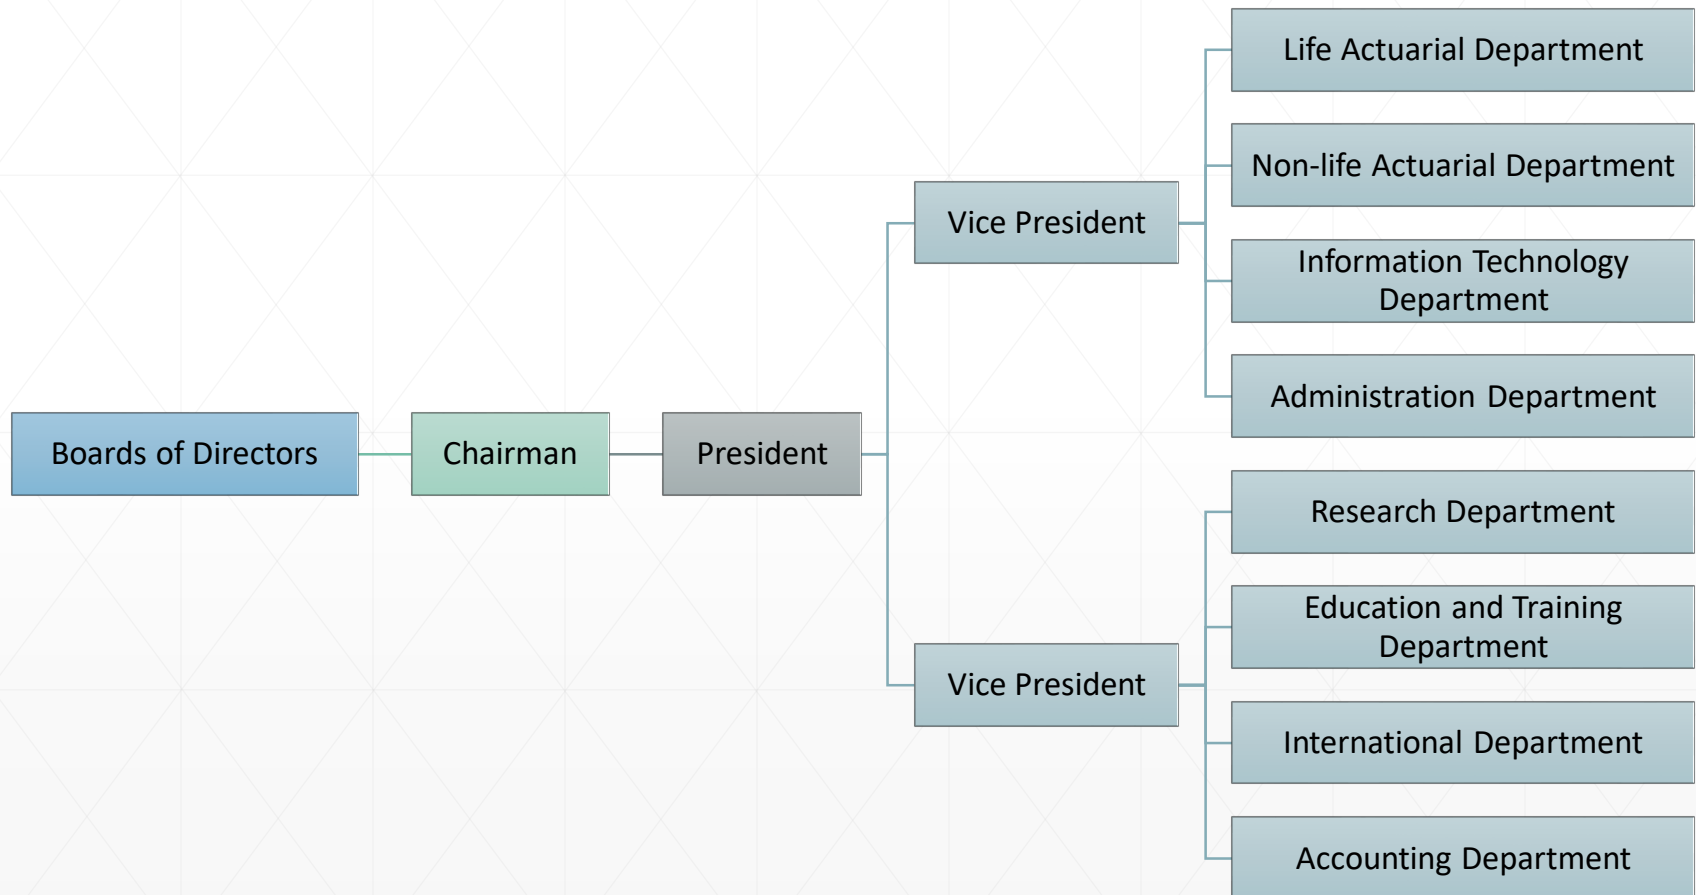 Boards of Directors
Chairman
President
Vice President
Life Actuarial Department
Non-life Actuarial Department
Information Technology
Department
Administration Department
Vice President
Research Department
Education and Training
Department
International Department
Accounting Department